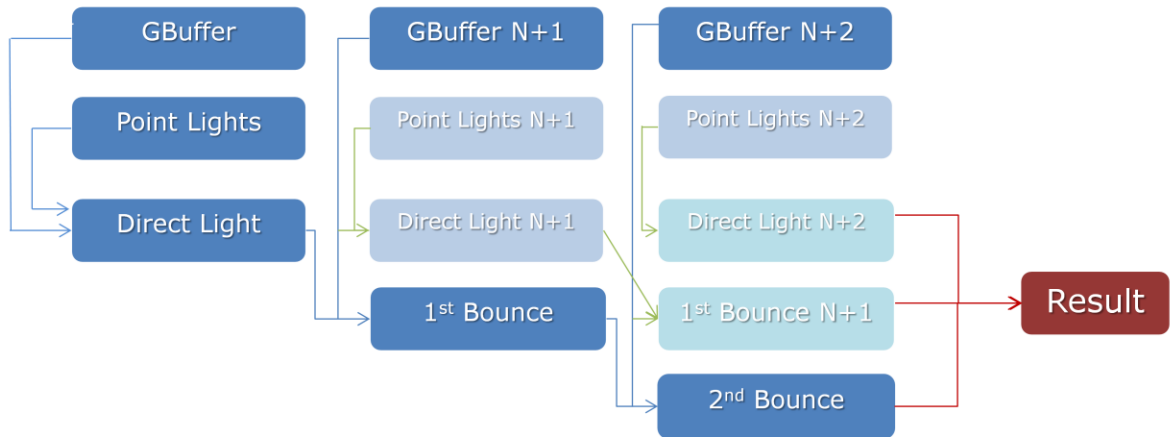 GBuffer
GBuffer N+1
GBuffer N+2
Point Lights
Point Lights N+1
Point Lights N+2
Direct Light
Direct Light N+1
Direct Light N+2
1st Bounce
1st Bounce N+1
Result
2nd Bounce